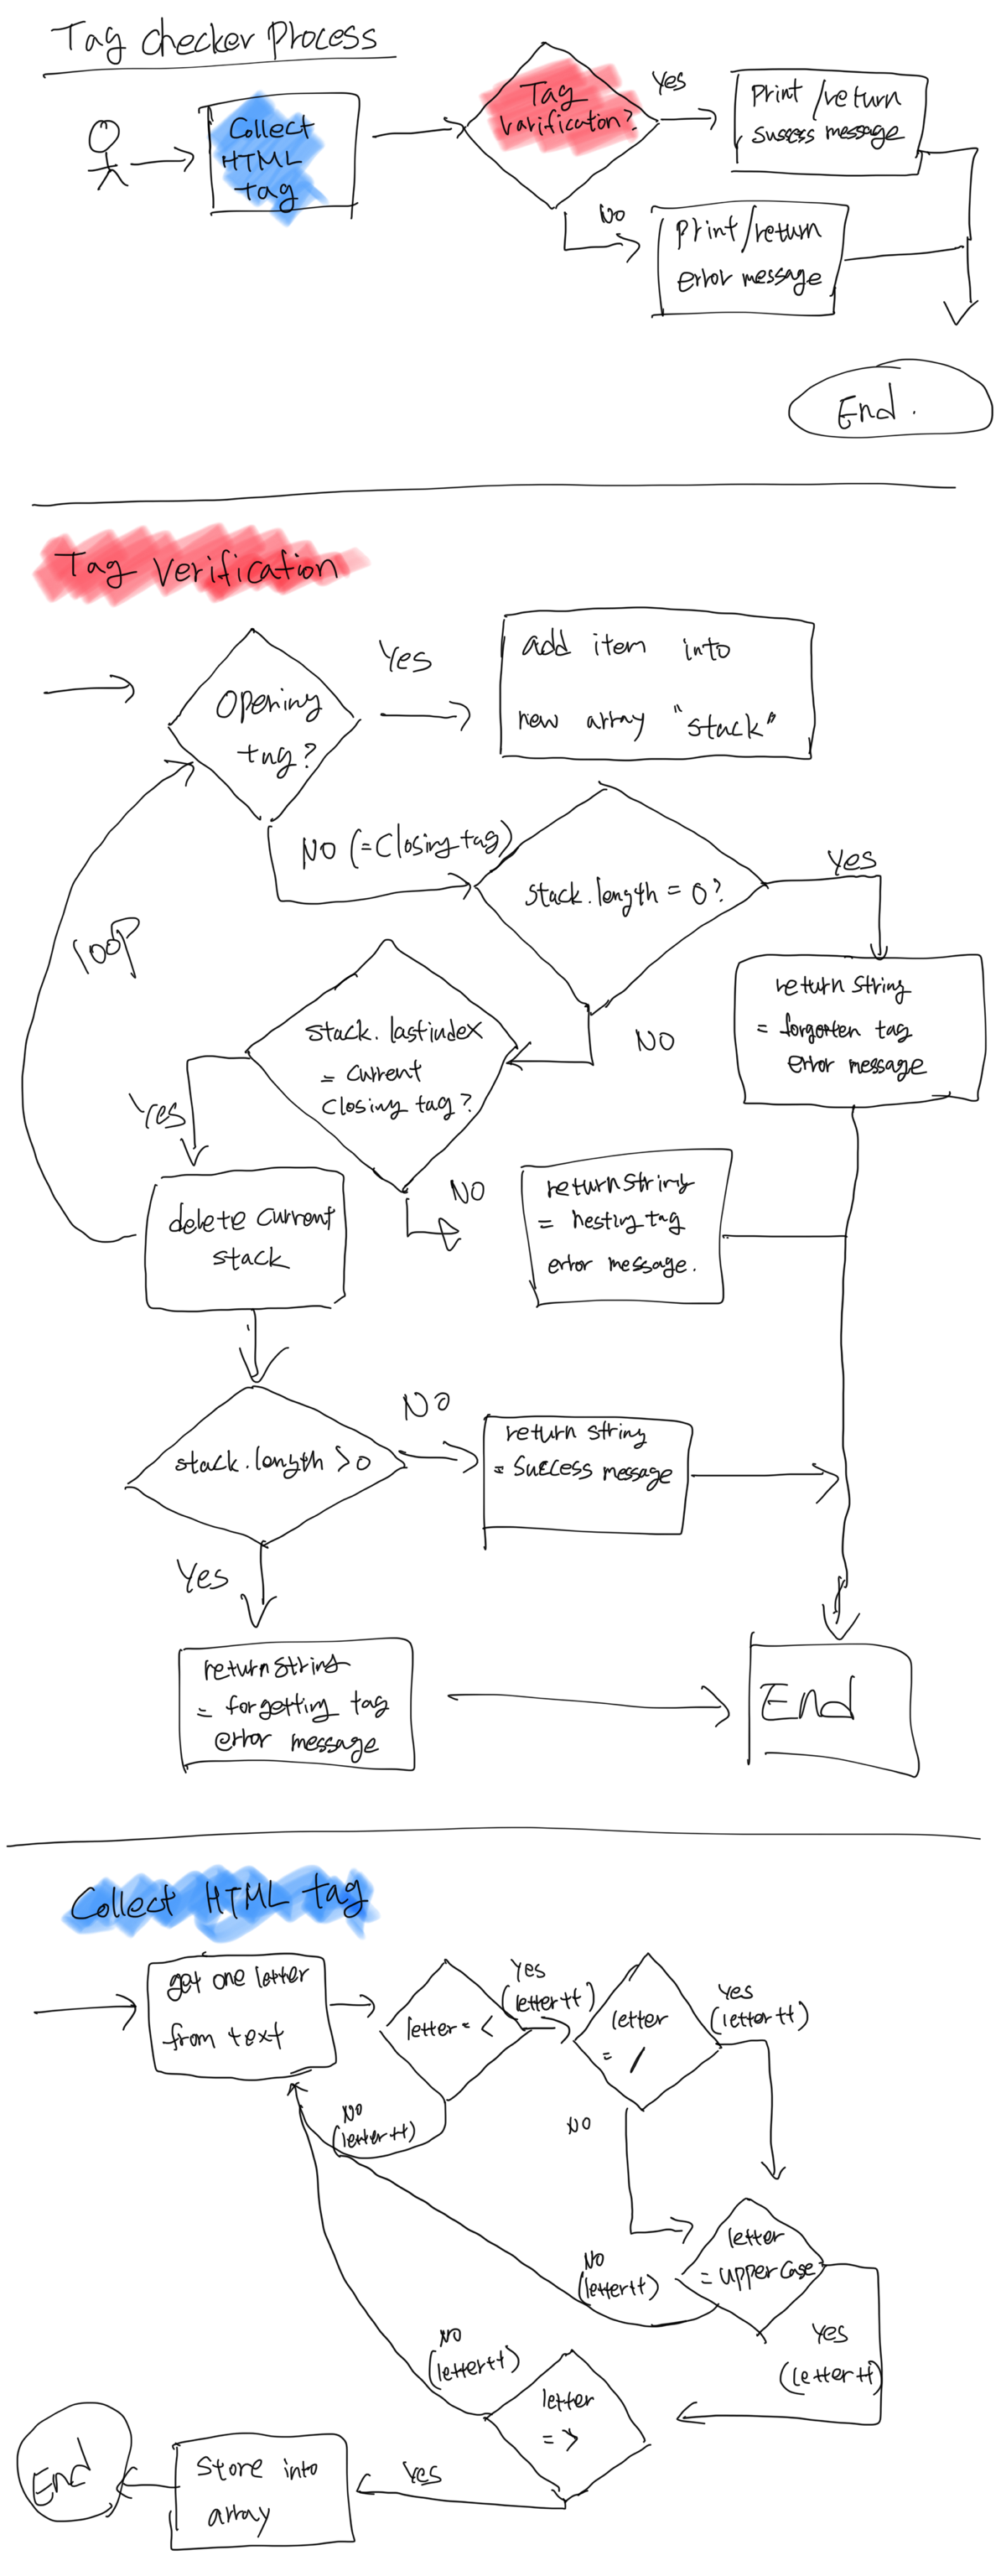 Tag checker Process
Collect
HTML
tag
Tag
Varification?
Yes
Print /return
Sussess message
No
Print/return
error message
End.
Tag Verification
Opening
tag?
Yes
add item into
new array "stack"
NO (=Closing tag)
stack.length = 0?
Yes
return string
= forgotten tag
error message
NO
stack.lastindex
= current
closing tag?
Yes
loop
delete current
stack
NO
return string
= nesting tag
error message.
stack.length > 0
NO
return string
= Success message
Yes
return string
= forgetting tag
error message
End
Collect HTML tag
get one letter
from text
letter = <
Yes
(letter++)
letter
= /
Yes
(letter++)
NO
(letter++)
NO
letter
= upperCase
NO
(letter++)
Yes
(letter++)
NO
(letter++)
letter
= >
Yes
Store into
array
End